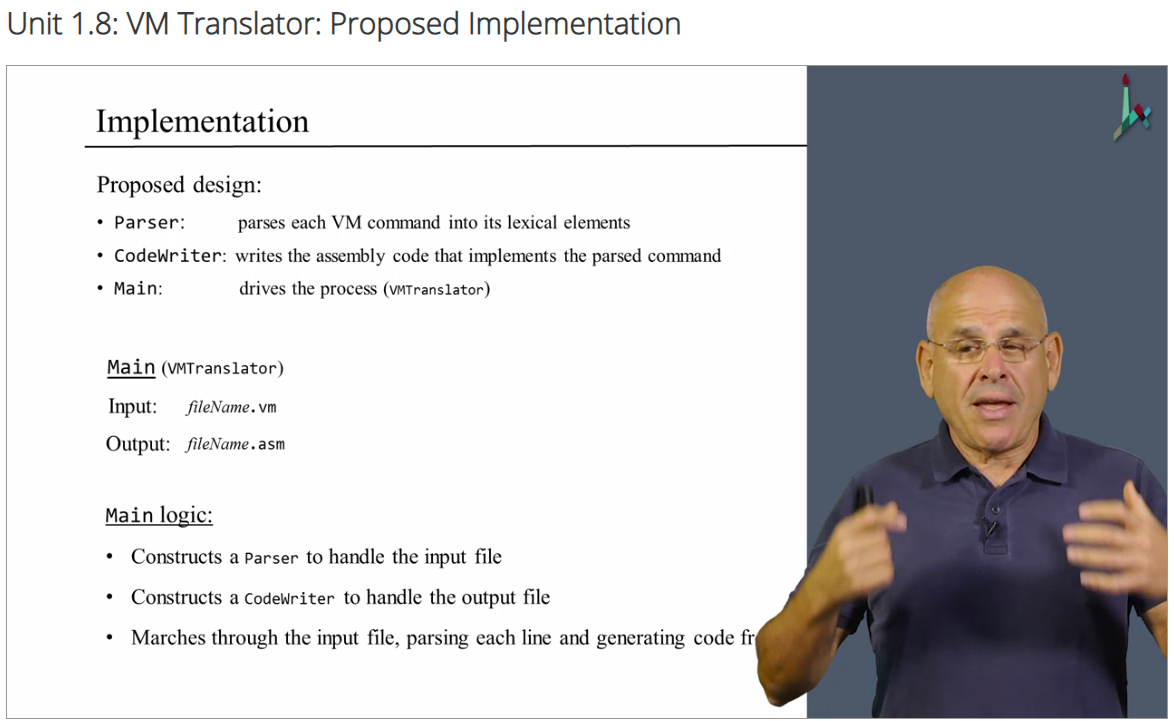 Unit 1.8: VM Translator: Proposed Implementation
Implementation
Proposed design:
• Parser: parses each VM command into its lexical elements
• CodeWriter: writes the assembly code that implements the parsed command
• Main: drives the process (VMTranslator)
Main (VMTranslator)
Input: fileName.vm
Output: fileName.asm
Main logic:
• Constructs a Parser to handle the input file
• Constructs a CodeWriter to handle the output file
• Marches through the input file, parsing each line and generating code